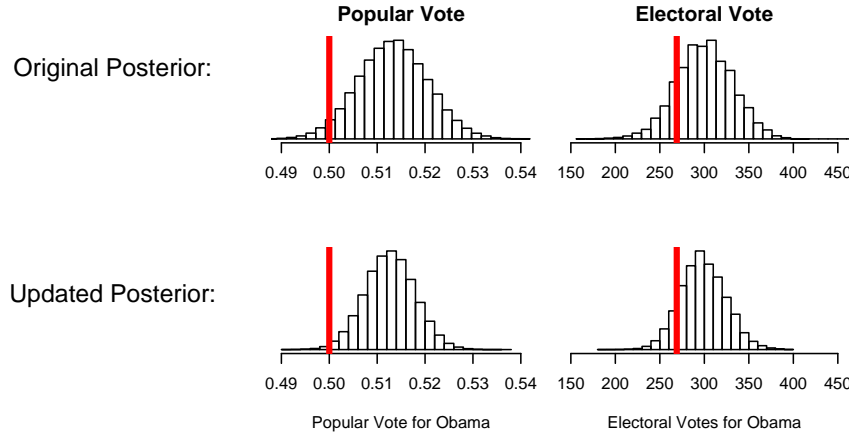 Popular Vote Electoral Vote
Original Posterior:
0.49 0.50 0.51 0.52 0.53 0.54 150 200 250 300 350 400 450
Updated Posterior:
0.49 0.50 0.51 0.52 0.53 0.54 150 200 250 300 350 400 450
Popular Vote for Obama Electoral Votes for Obama